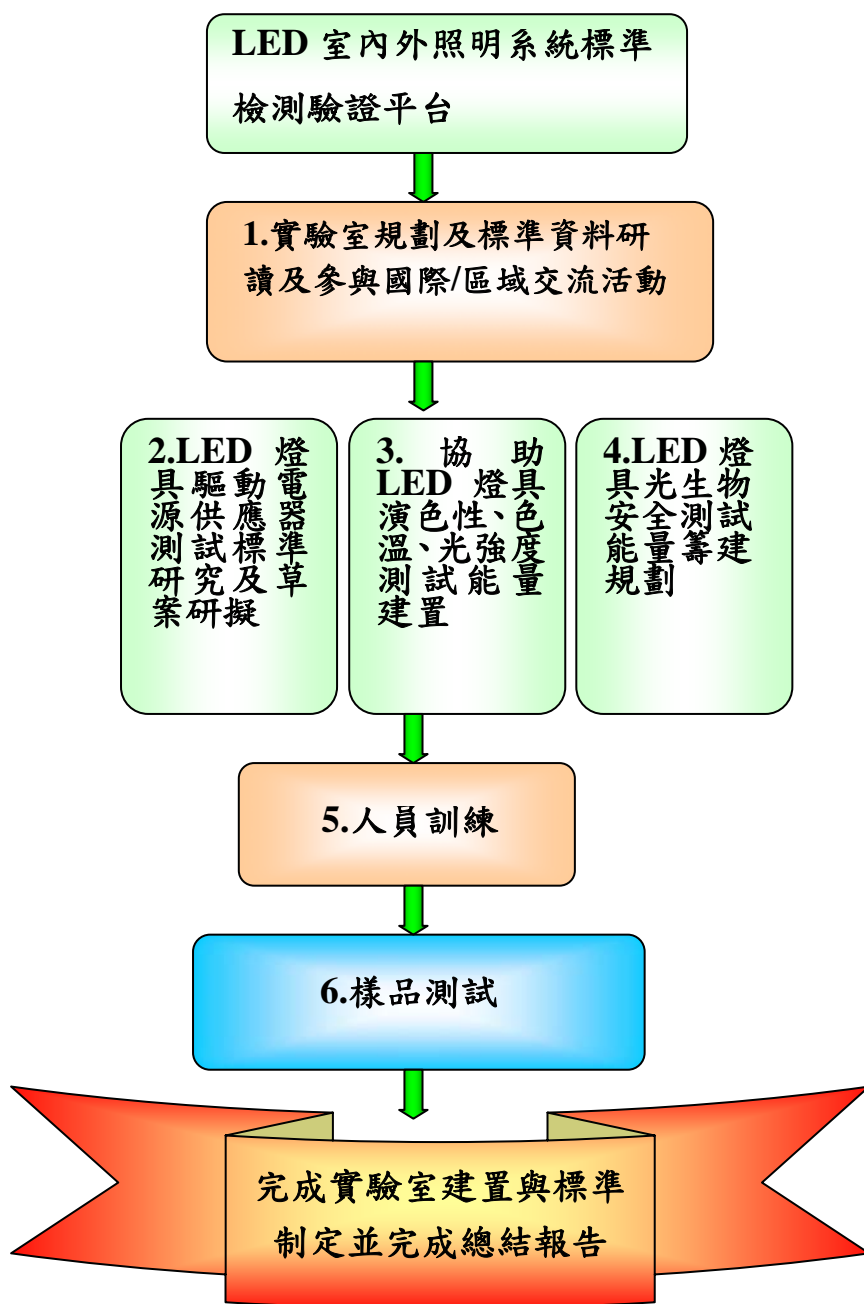 LED 室內外照明系統標準
檢測驗證平台
1.實驗室規劃及標準資料研
讀及參與國際/區域交流活動
2.LED 燈
具驅動電
源供應器
測試標準
研究及草
案研擬
3. 協 助
LED 燈具
演色性、色
溫、光強度
測試能量
建置
4.LED 燈
具光生物
安全測試
能量籌建
規劃
5.人員訓練
6.樣品測試
完成實驗室建置與標準
制定並完成總結報告